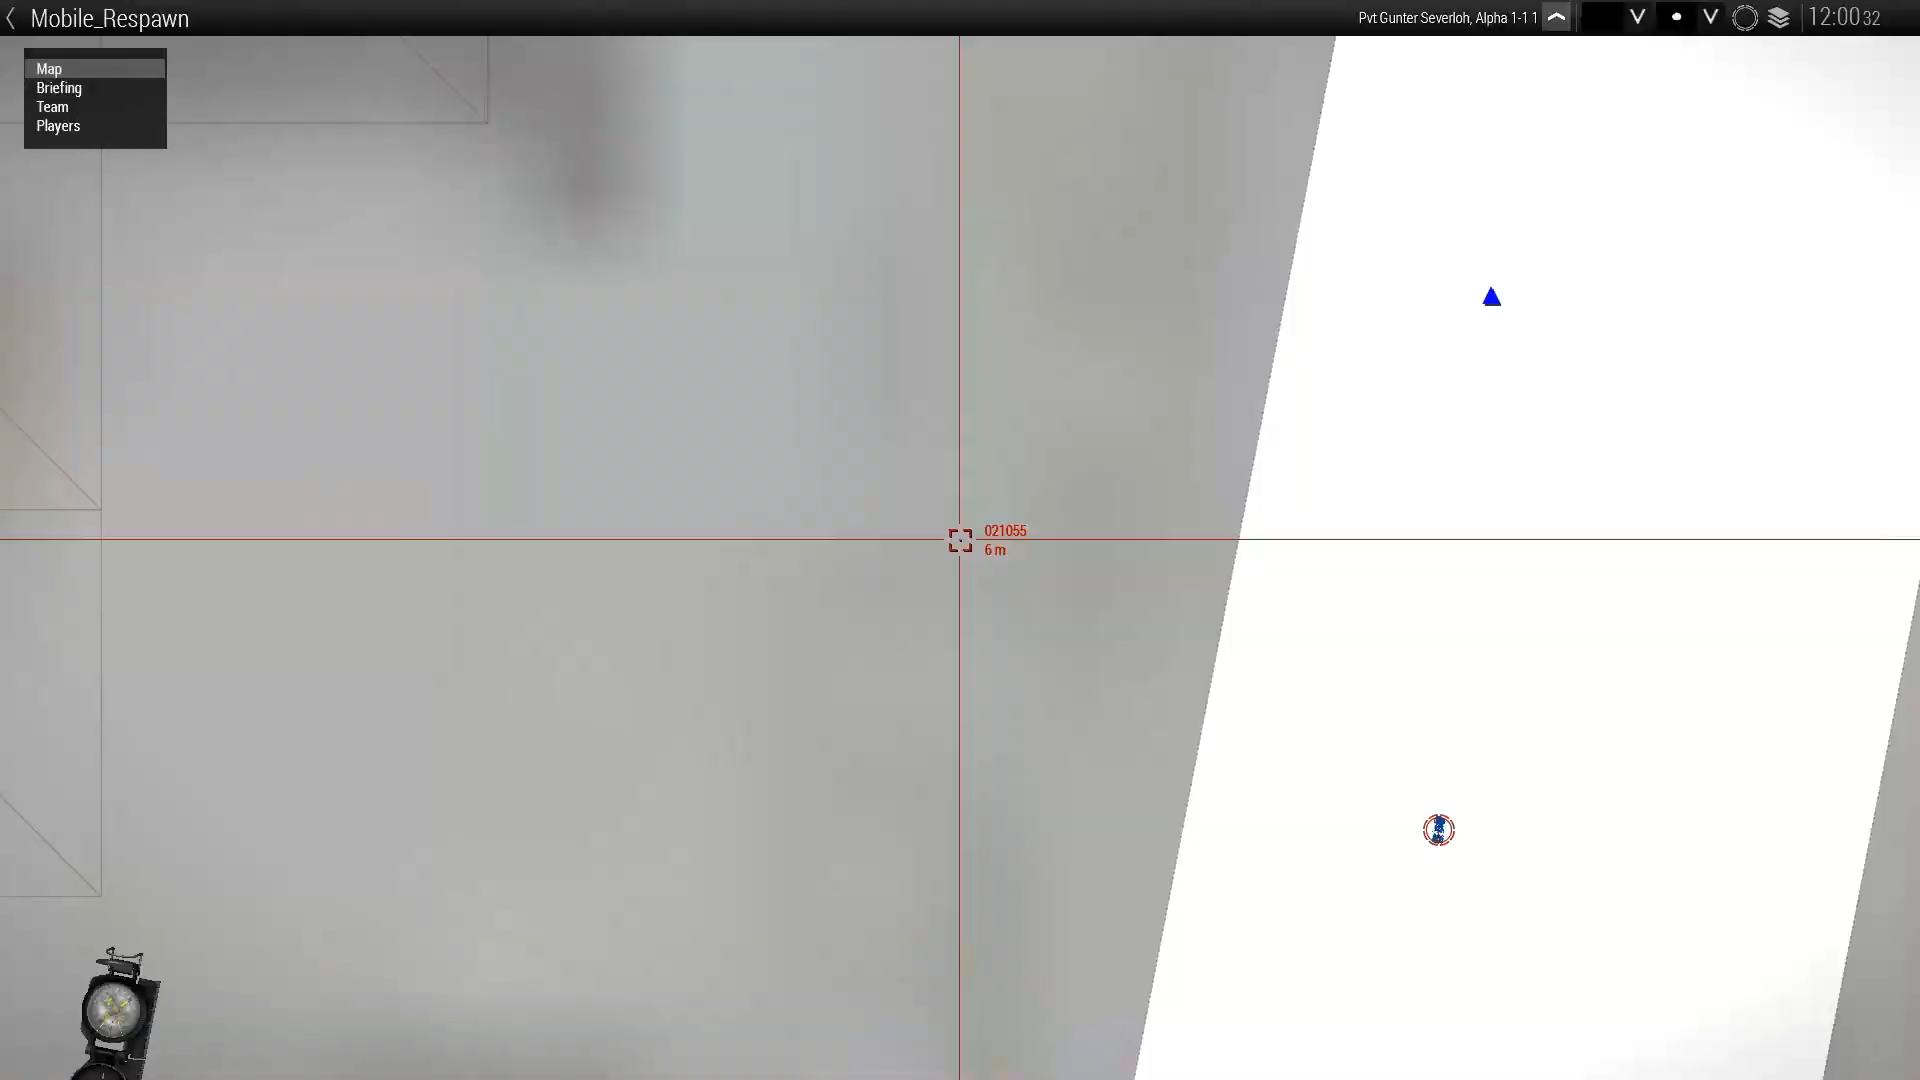 Mobile_Respawn
Pvt Gunter Severloh, Alpha 1-1 1
12:00 32
Map
Briefing
Team
Players
021055
6 m